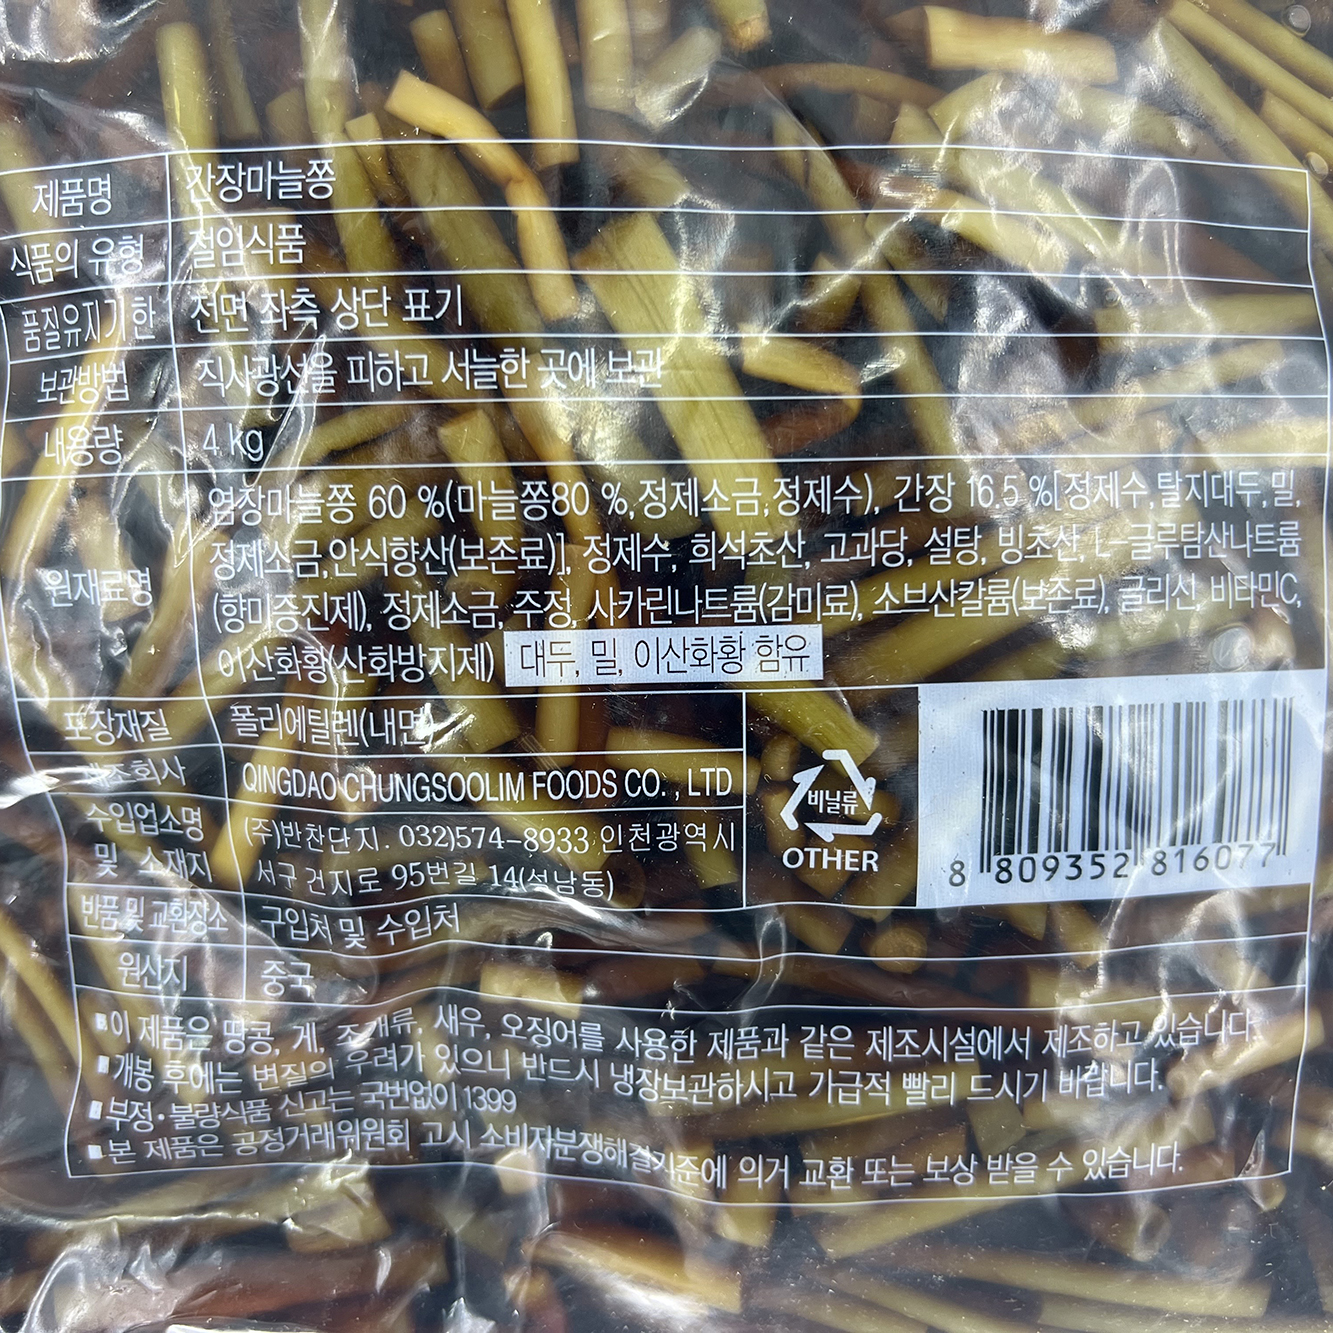 제품명 간장마늘쫑
식품의 유형 절임식품
품질유지기한 전면 좌측 상단 표기
보관방법 직사광선을 피하고 서늘한 곳에 보관
내용량 4 kg
원재료명
염장마늘쫑 60 %(마늘쫑80 %,정제소금,정제수), 간장 16.5 %[정제수,탈지대두,밀,
정제소금,안식향산(보존료)], 정제수, 희석초산, 고과당, 설탕, 빙초산, L-글루탐산나트륨
(향미증진제), 정제소금, 주정, 사카린나트륨(감미료), 소브산칼륨(보존료), 글리신, 비타민C,
이산화황(산화방지제) 대두, 밀, 이산화황 함유
포장재질 폴리에틸렌(내면)
제조회사 QINGDAO CHUNGSOOLIM FOODS CO. , LTD
수입업소명 (주)반찬단지. 032)574-8933 인천광역시
및 소재지 서구 건지로 95번길 14(석남동)
반품 및 교환장소 구입처 및 수입처
원산지 중국
비닐류
OTHER
8 809352 816077
이 제품은 땅콩, 게, 조개류, 새우, 오징어를 사용한 제품과 같은 제조시설에서 제조하고 있습니다.
개봉 후에는 변질의 우려가 있으니 반드시 냉장보관하시고 가급적 빨리 드시기 바랍니다.
부정·불량식품 신고는 국번없이 1399
본 제품은 공정거래위원회 고시 소비자분쟁해결기준에 의거 교환 또는 보상 받을 수 있습니다.